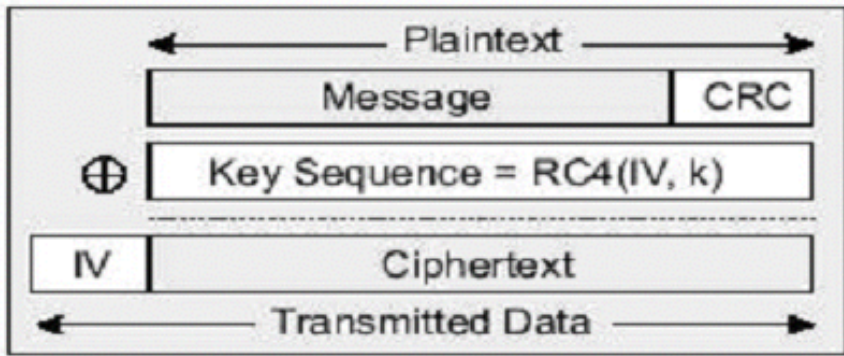 Plaintext
Message CRC
⊕ Key Sequence = RC4(IV, k)
IV Ciphertext
Transmitted Data